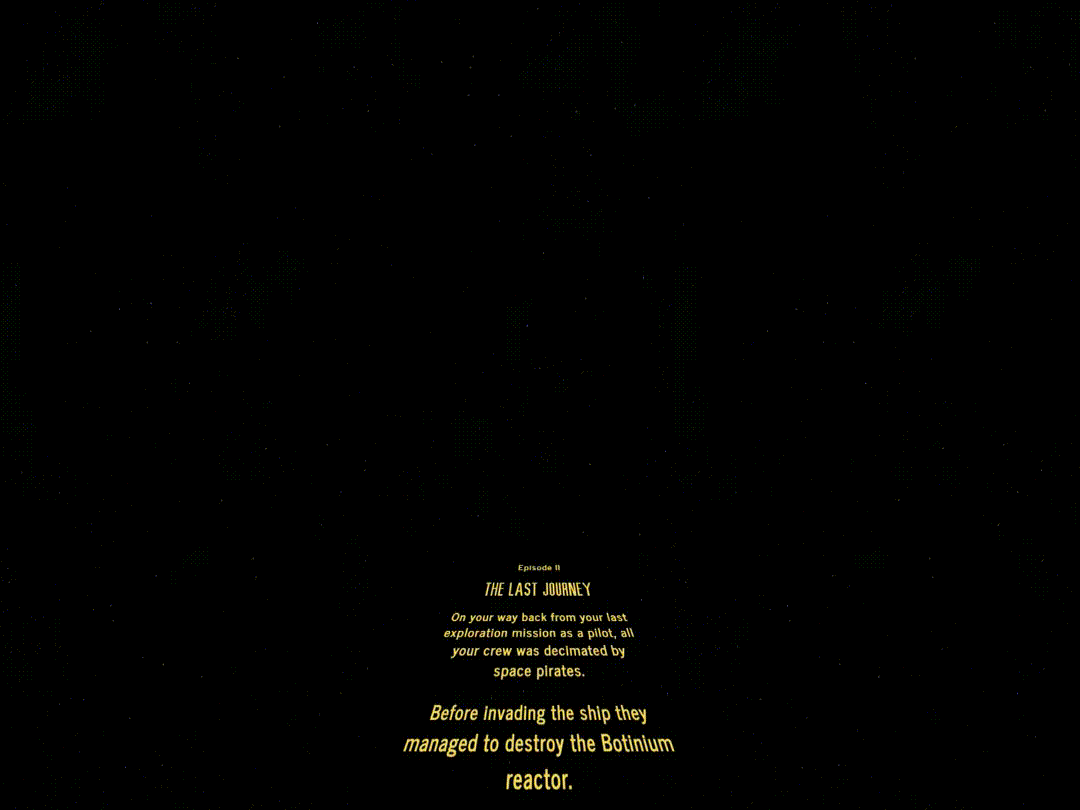 Episode II
THE LAST JOURNEY
On your way back from your last
exploration mission as a pilot, all
your crew was decimated by
space pirates.
Before invading the ship they
managed to destroy the Botinium
reactor.